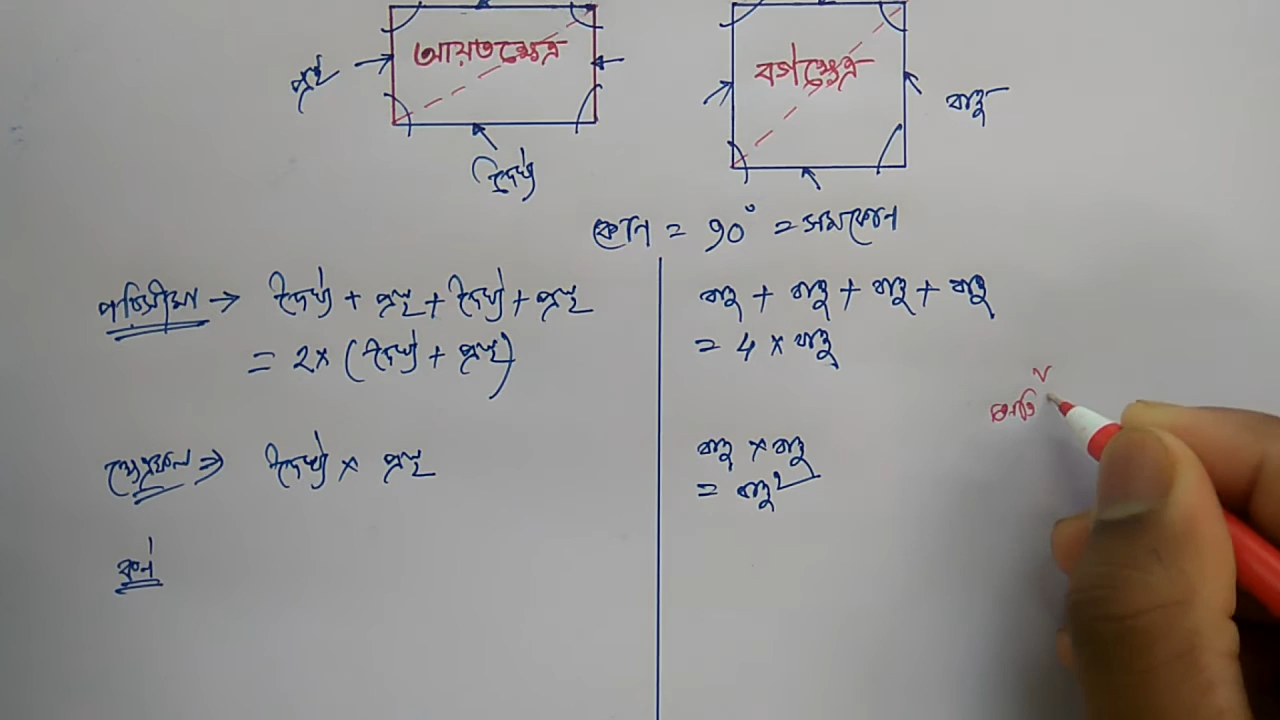 আয়তক্ষেত্র
বর্গক্ষেত্র
প্রস্থ
বাহু
দৈর্ঘ্য
কোন = 90° = সমকোন
পরিসীমা → দৈর্ঘ্য + প্রস্থ + দৈর্ঘ্য + প্রস্থ
= 2 × (দৈর্ঘ্য + প্রস্থ)
বাহু + বাহু + বাহু + বাহু
= 4 × বাহু
ক্ষেত্রফল ⇒ দৈর্ঘ্য × প্রস্থ
বাহু × বাহু
= বাহু²
কর্ন